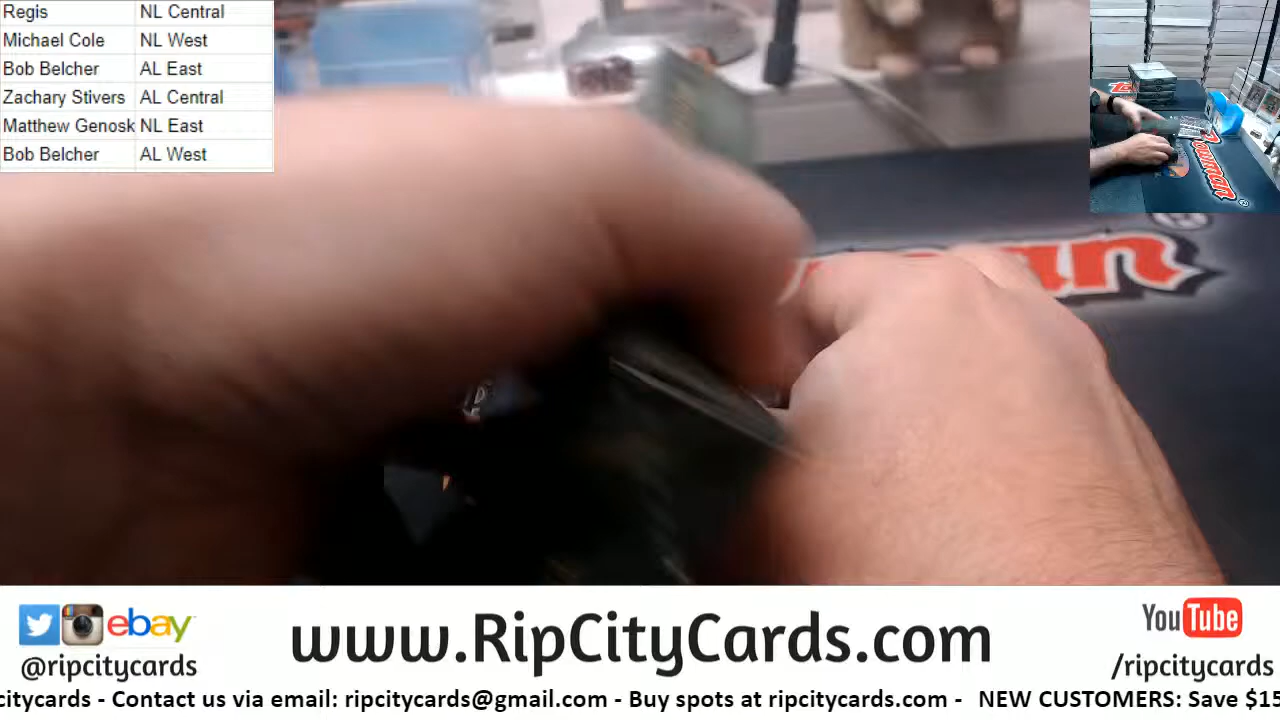 Regis NL Central
Michael Cole NL West
Bob Belcher AL East
Zachary Stivers AL Central
Matthew Genosk NL East
Bob Belcher AL West
Bowman
®
ebay
@ripcitycards
www.RipCityCards.com
YouTube
/ripcitycards
citycards - Contact us via email: ripcitycards@gmail.com - Buy spots at ripcitycards.com - NEW CUSTOMERS: Save $15